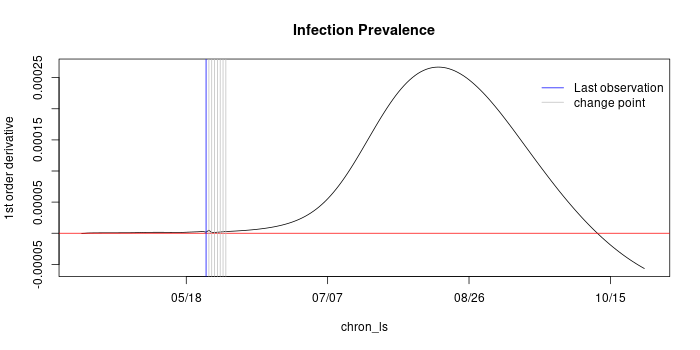 Infection Prevalence
1st order derivative
0.00025
0.00015
0.00005
-0.00005
Last observation
change point
05/18
07/07
08/26
10/15
chron_ls